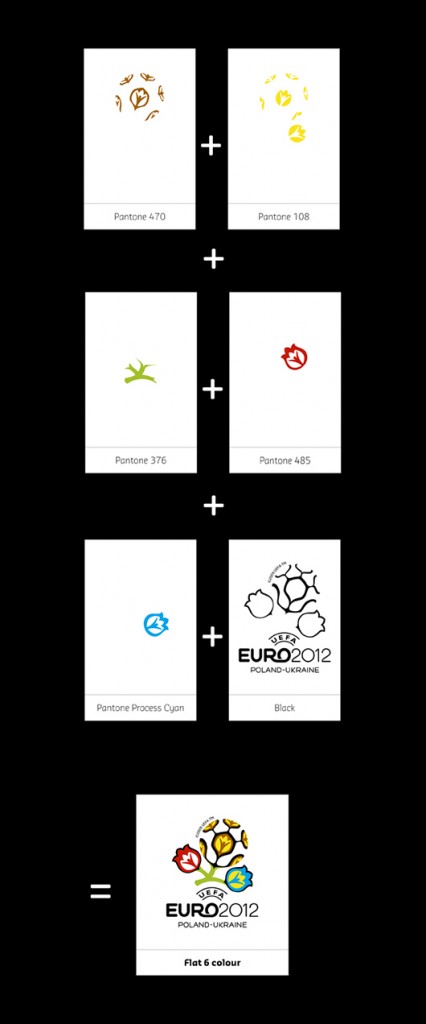 Pantone 470
+
Pantone 108
+
Pantone 376
+
Pantone 485
+
Pantone Process Cyan
+
UEFA
EURO2012
POLAND-UKRAINE
Black
=
UEFA
EURO2012
POLAND-UKRAINE
Flat 6 colour